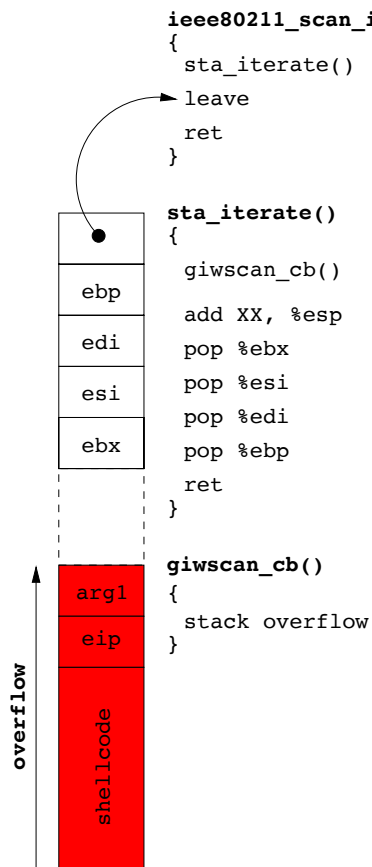 ieee80211_scan_i
{
sta_iterate()
leave
ret
}
sta_iterate()
{
giwscan_cb()
add XX, %esp
pop %ebx
pop %esi
pop %edi
pop %ebp
ret
}
ebp
edi
esi
ebx
giwscan_cb()
{
stack overflow
}
arg1
eip
shellcode
overflow